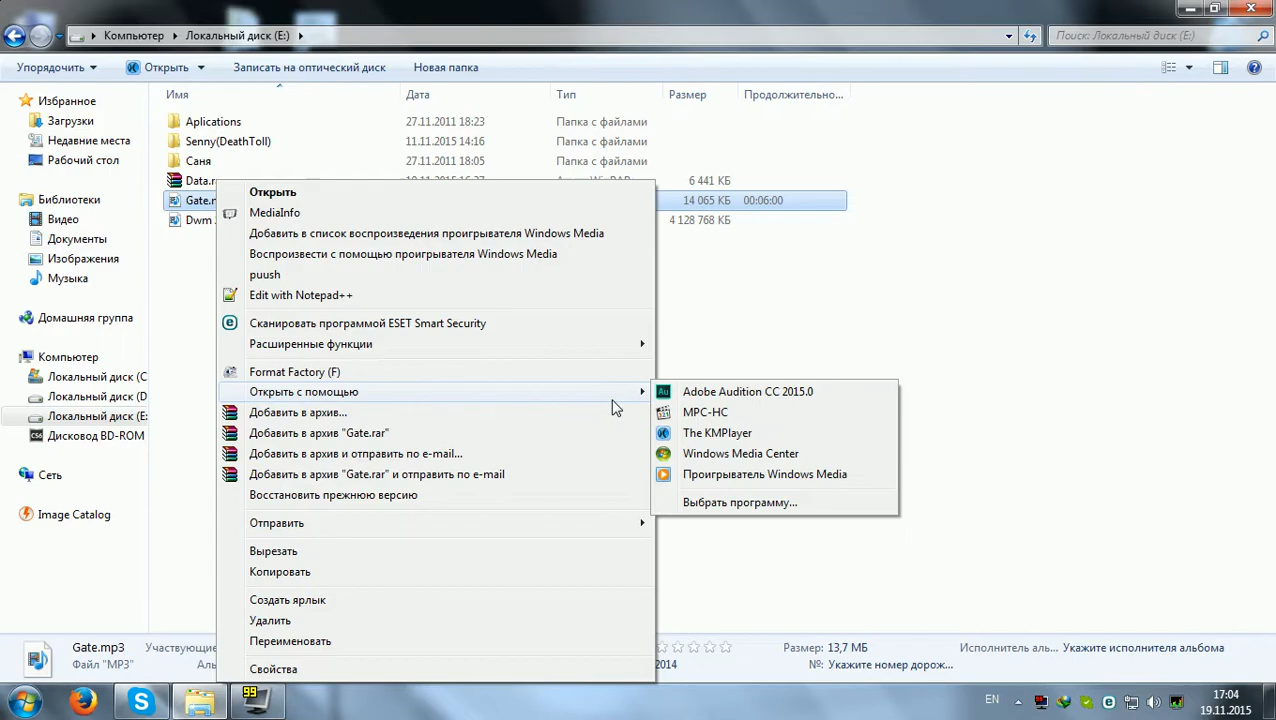 Компьютер
Локальный диск (E:)
Поиск: Локальный диск (E:)
Упорядочить
Открыть
Записать на оптический диск
Новая папка
Имя
Дата
Тип
Размер
Продолжительно...
Избранное
Загрузки
Недавние места
Рабочий стол
Библиотеки
Видео
Документы
Изображения
Музыка
Домашняя группа
Компьютер
Локальный диск (C
Локальный диск (D
Локальный диск (E:
Дисковод BD-ROM
Сеть
Image Catalog
Aplications 27.11.2011 18:23 Папка с файлами
Senny(DeathToll) 11.11.2015 14:16 Папка с файлами
Саня 27.11.2011 18:05 Папка с файлами
Data.r 6 441 КБ
Gate.r 14 065 КБ 00:06:00
Dwm 4 128 768 КБ
Открыть
MediaInfo
Добавить в список воспроизведения проигрывателя Windows Media
Воспроизвести с помощью проигрывателя Windows Media
puush
Edit with Notepad++
Сканировать программой ESET Smart Security
Расширенные функции
Format Factory (F)
Открыть с помощью
Добавить в архив...
Добавить в архив "Gate.rar"
Добавить в архив и отправить по e-mail...
Добавить в архив "Gate.rar" и отправить по e-mail
Восстановить прежнюю версию
Отправить
Вырезать
Копировать
Создать ярлык
Удалить
Переименовать
Свойства
Adobe Audition CC 2015.0
MPC-HC
The KMPlayer
Windows Media Center
Проигрыватель Windows Media
Выбрать программу...
Gate.mp3
Участвующие
Размер: 13,7 МБ
Исполнитель аль...
Укажите исполнителя альбома
Файл "MP3"
Аль
2014
№: Укажите номер дорож...
99
EN
17:04
19.11.2015